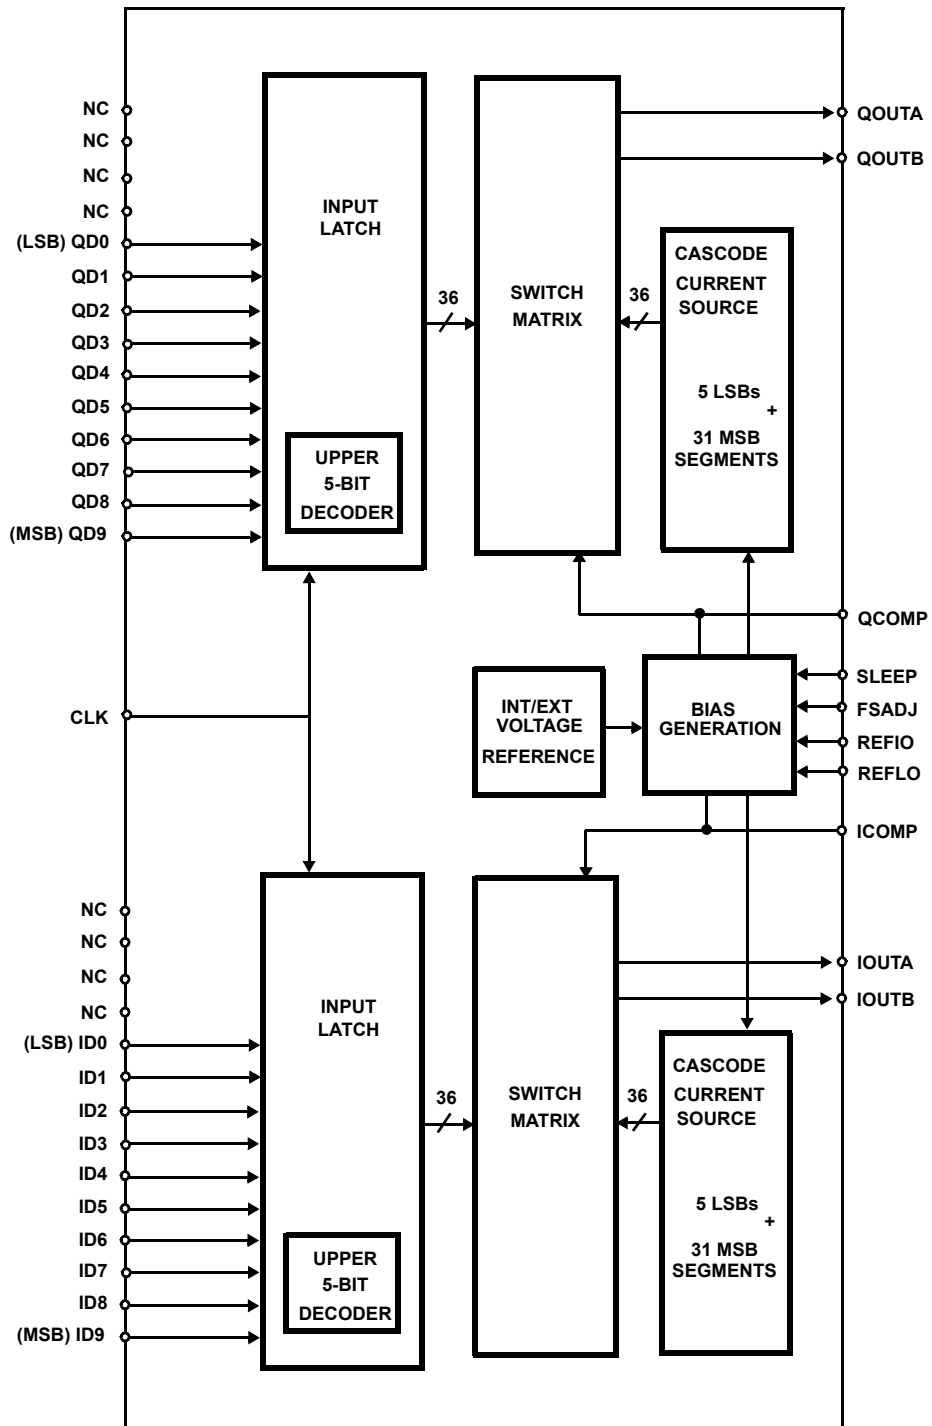 NC
NC
NC
NC
(LSB) QD0
QD1
QD2
QD3
QD4
QD5
QD6
QD7
QD8
(MSB) QD9
INPUT
LATCH
UPPER
5-BIT
DECODER
36
SWITCH
MATRIX
36
CASCODE
CURRENT
SOURCE
5 LSBs
+
31 MSB
SEGMENTS
QOUTA
QOUTB
QCOMP
CLK
INT/EXT
VOLTAGE
REFERENCE
BIAS
GENERATION
SLEEP
FSADJ
REFIO
REFLO
ICOMP
NC
NC
NC
NC
(LSB) ID0
ID1
ID2
ID3
ID4
ID5
ID6
ID7
ID8
(MSB) ID9
INPUT
LATCH
UPPER
5-BIT
DECODER
36
SWITCH
MATRIX
36
CASCODE
CURRENT
SOURCE
5 LSBs
+
31 MSB
SEGMENTS
IOUTA
IOUTB